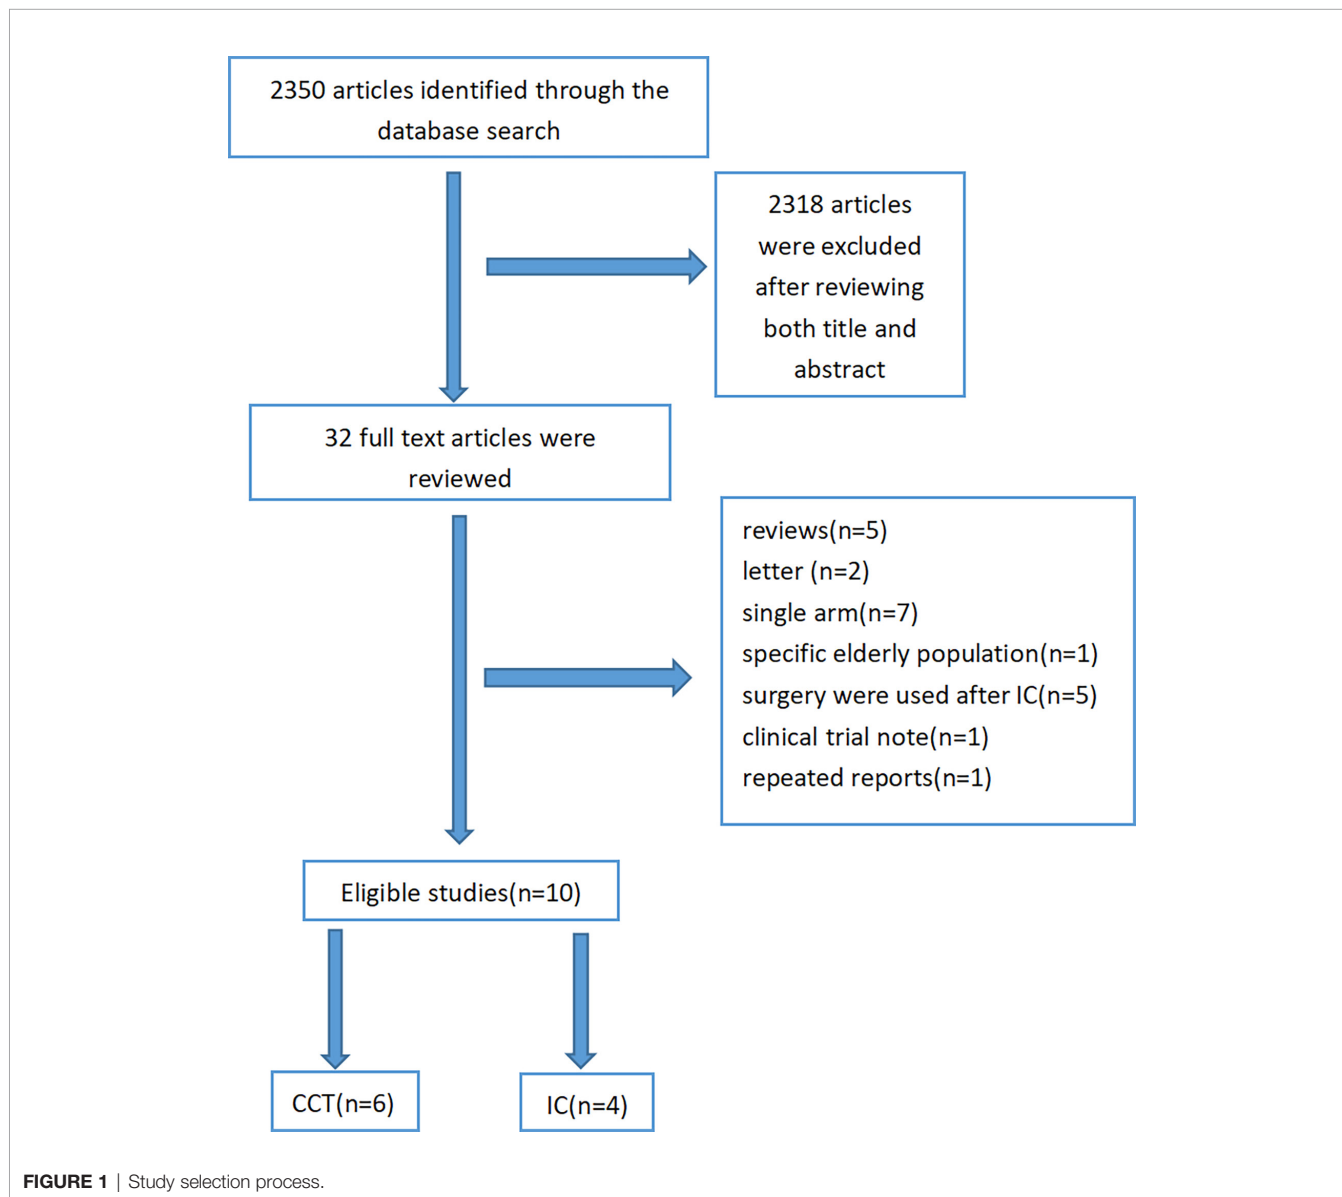 2350 articles identified through the
database search
2318 articles
were excluded
after reviewing
both title and
abstract
32 full text articles were
reviewed
reviews(n=5)
letter (n=2)
single arm(n=7)
specific elderly population(n=1)
surgery were used after IC(n=5)
clinical trial note(n=1)
repeated reports(n=1)
Eligible studies(n=10)
CCT(n=6)
IC(n=4)
FIGURE 1 | Study selection process.